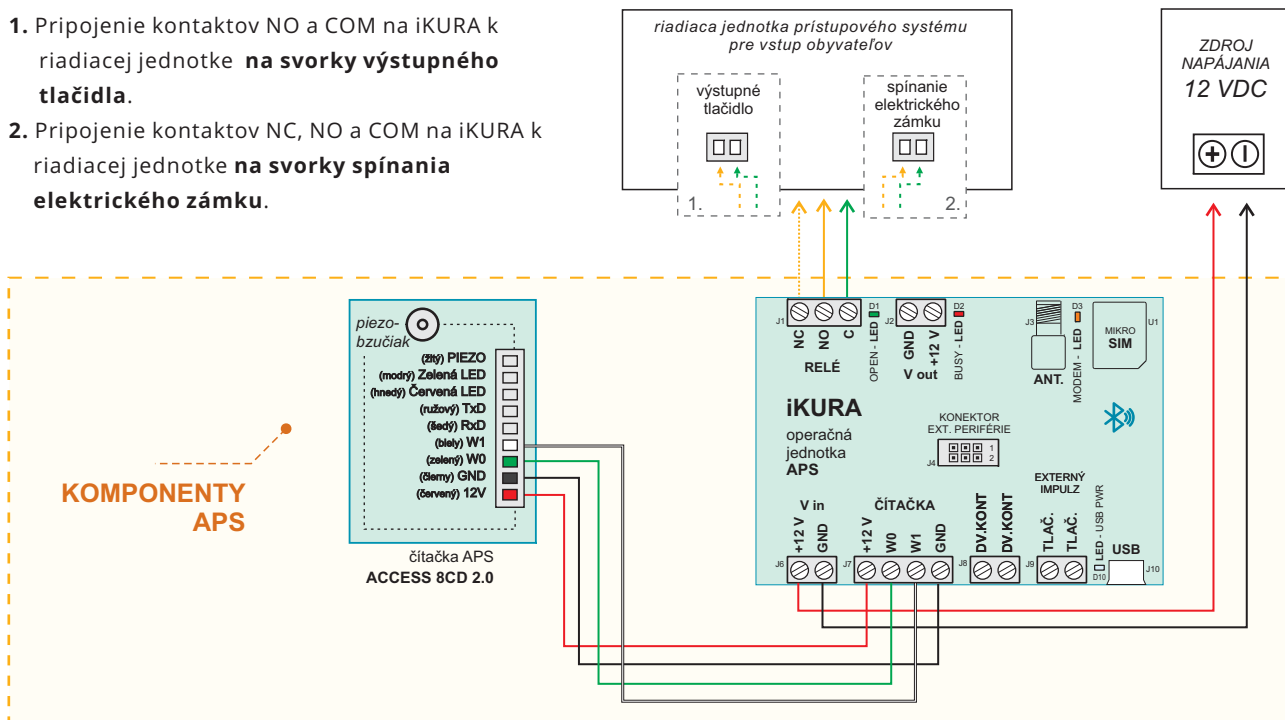 1. Pripojenie kontaktov NO a COM na iKURA k
riadiacej jednotke na svorky výstupného
tlačidla.
2. Pripojenie kontaktov NC, NO a COM na iKURA k
riadiacej jednotke na svorky spínania
elektrického zámku.
riadiaca jednotka prístupového systému
pre vstup obyvateľov
výstupné
tlačidlo
1.
spínanie
elektrického
zámku
2.
ZDROJ
NAPÁJANIA
12 VDC
KOMPONENTY
APS
piezo-
bzučiak
(žltý) PIEZO
(modrý) Zelená LED
(hnedý) Červená LED
(ružový) TxD
(šedý) RxD
(biely) W1
(zelený) W0
(čierny) GND
(červený) 12V
čítačka APS
ACCESS 8CD 2.0
J1
NC
NO
C
RELÉ
D1
OPEN - LED
J2
GND
+12 V
V out
D2
BUSY - LED
J3
ANT.
D3
MODEM - LED
MIKRO
SIM
U1
iKURA
operačná
jednotka
APS
KONEKTOR
EXT. PERIFÉRIE
J4
1
2
V in
+12 V
GND
J6
ČÍTAČKA
+12 V
W0
W1
GND
J7
DV.KONT
DV.KONT
J8
EXTERNÝ
IMPULZ
TLAČ.
TLAČ.
J9
LED - USB PWR
D10
USB
J10